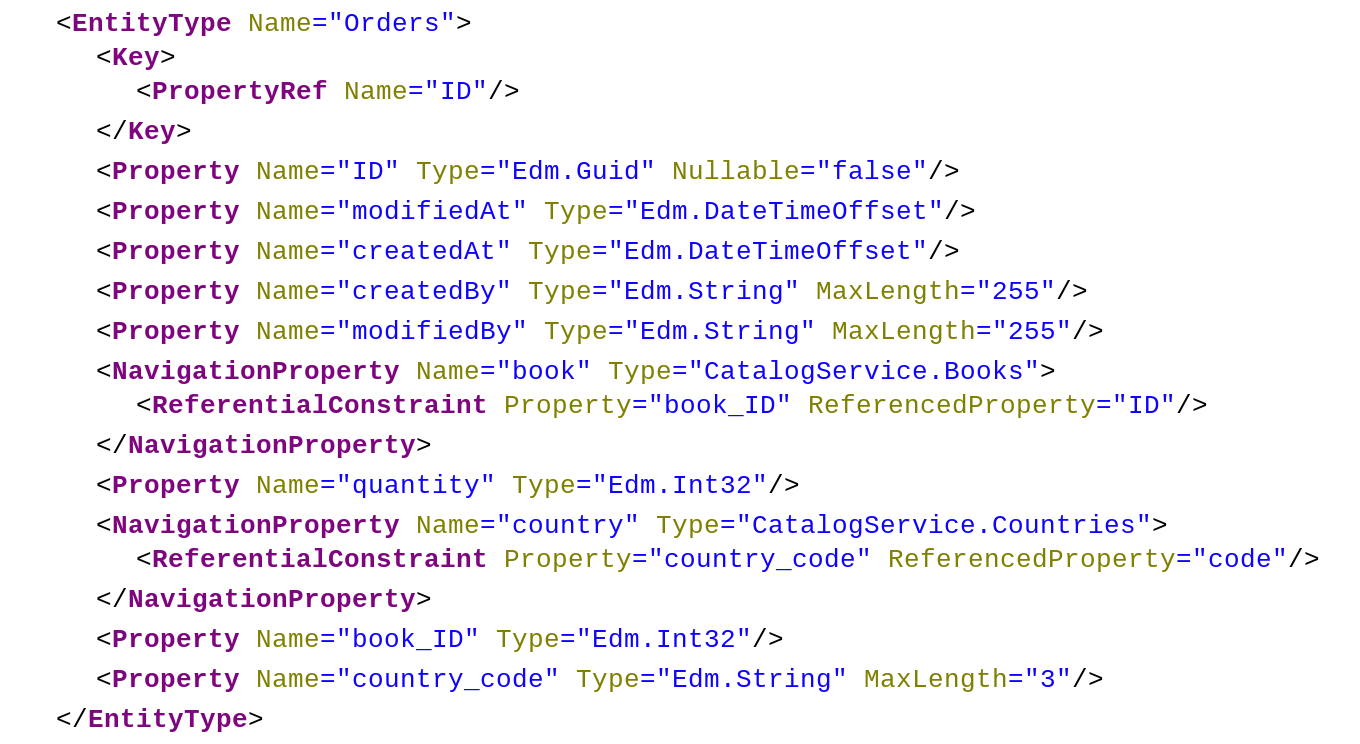 <EntityType Name="Orders">
<Key>
<PropertyRef Name="ID"/>
</Key>
<Property Name="ID" Type="Edm.Guid" Nullable="false"/>
<Property Name="modifiedAt" Type="Edm.DateTimeOffset"/>
<Property Name="createdAt" Type="Edm.DateTimeOffset"/>
<Property Name="createdBy" Type="Edm.String" MaxLength="255"/>
<Property Name="modifiedBy" Type="Edm.String" MaxLength="255"/>
<NavigationProperty Name="book" Type="CatalogService.Books">
<ReferentialConstraint Property="book_ID" ReferencedProperty="ID"/>
</NavigationProperty>
<Property Name="quantity" Type="Edm.Int32"/>
<NavigationProperty Name="country" Type="CatalogService.Countries">
<ReferentialConstraint Property="country_code" ReferencedProperty="code"/>
</NavigationProperty>
<Property Name="book_ID" Type="Edm.Int32"/>
<Property Name="country_code" Type="Edm.String" MaxLength="3"/>
</EntityType>